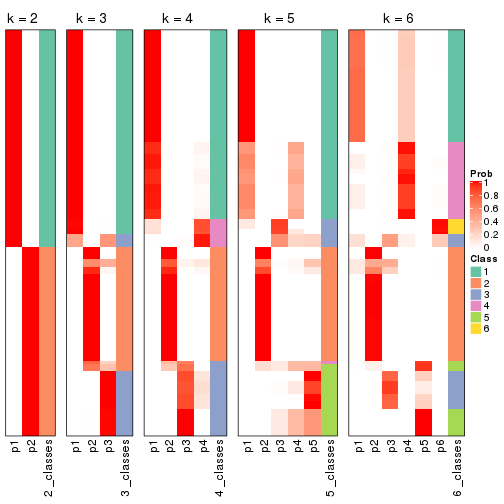 k = 2 k = 3 k = 4 k = 5 k = 6
p1 p2 2_classes
p1 p2 p3 3_classes
p1 p2 p3 p4 4_classes
p1 p2 p3 p4 p5 5_classes
p1 p2 p3 p4 p5 p6 6_classes
Prob
1
0.8
0.6
0.4
0.2
0
Class
1
2
3
4
5
6